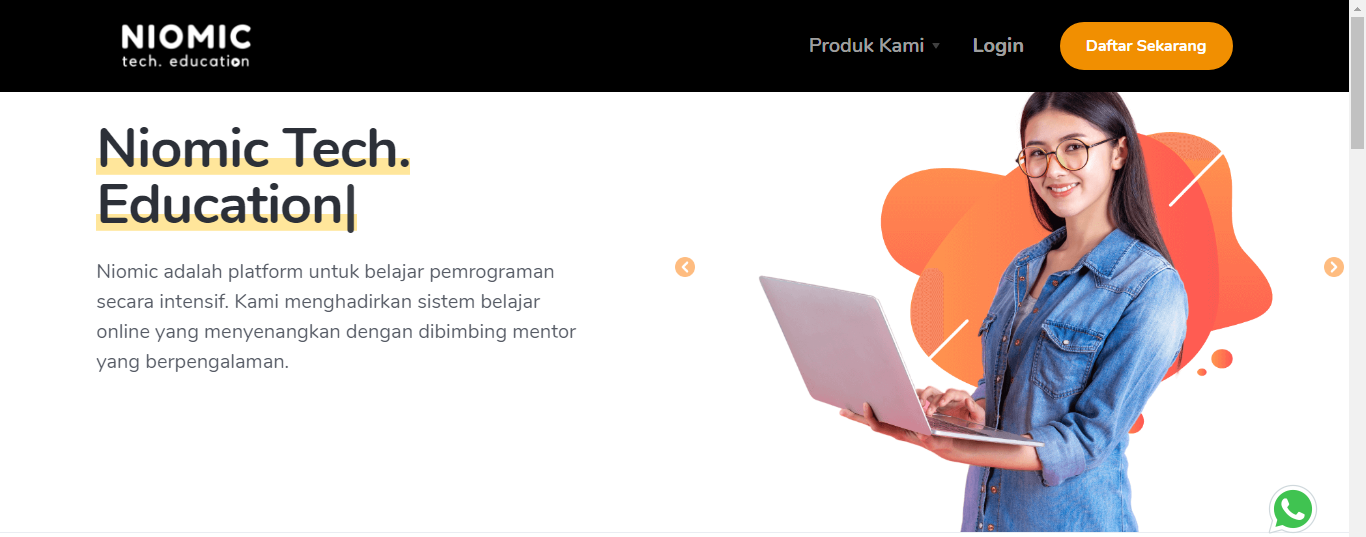 NIOMIC
tech. education
Produk Kami
Login
Daftar Sekarang
Niomic Tech.
Education|
Niomic adalah platform untuk belajar pemrograman
secara intensif. Kami menghadirkan sistem belajar
online yang menyenangkan dengan dibimbing mentor
yang berpengalaman.